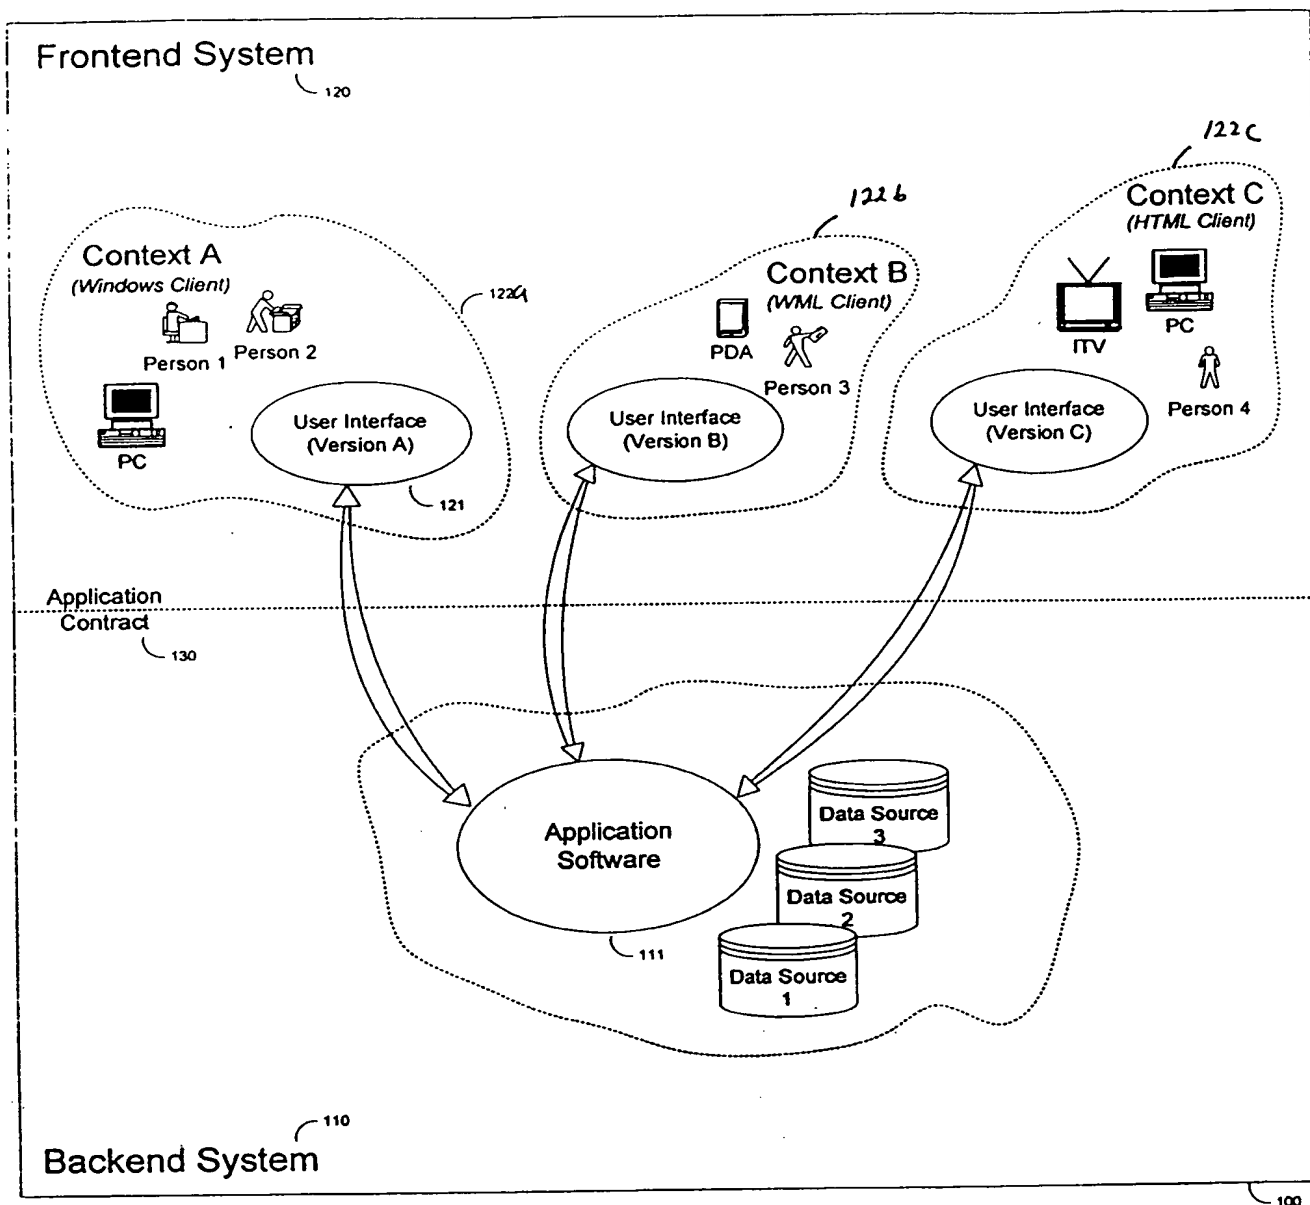 Frontend System
120
122c
Context C
(HTML Client)
PC
ITV
Person 4
User Interface
(Version C)
122b
Context B
(WML Client)
PDA
Person 3
User Interface
(Version B)
Context A
(Windows Client)
122a
Person 1
Person 2
PC
User Interface
(Version A)
121
Application
Contract
130
Application
Software
111
Data Source
3
Data Source
2
Data Source
1
110
Backend System
100